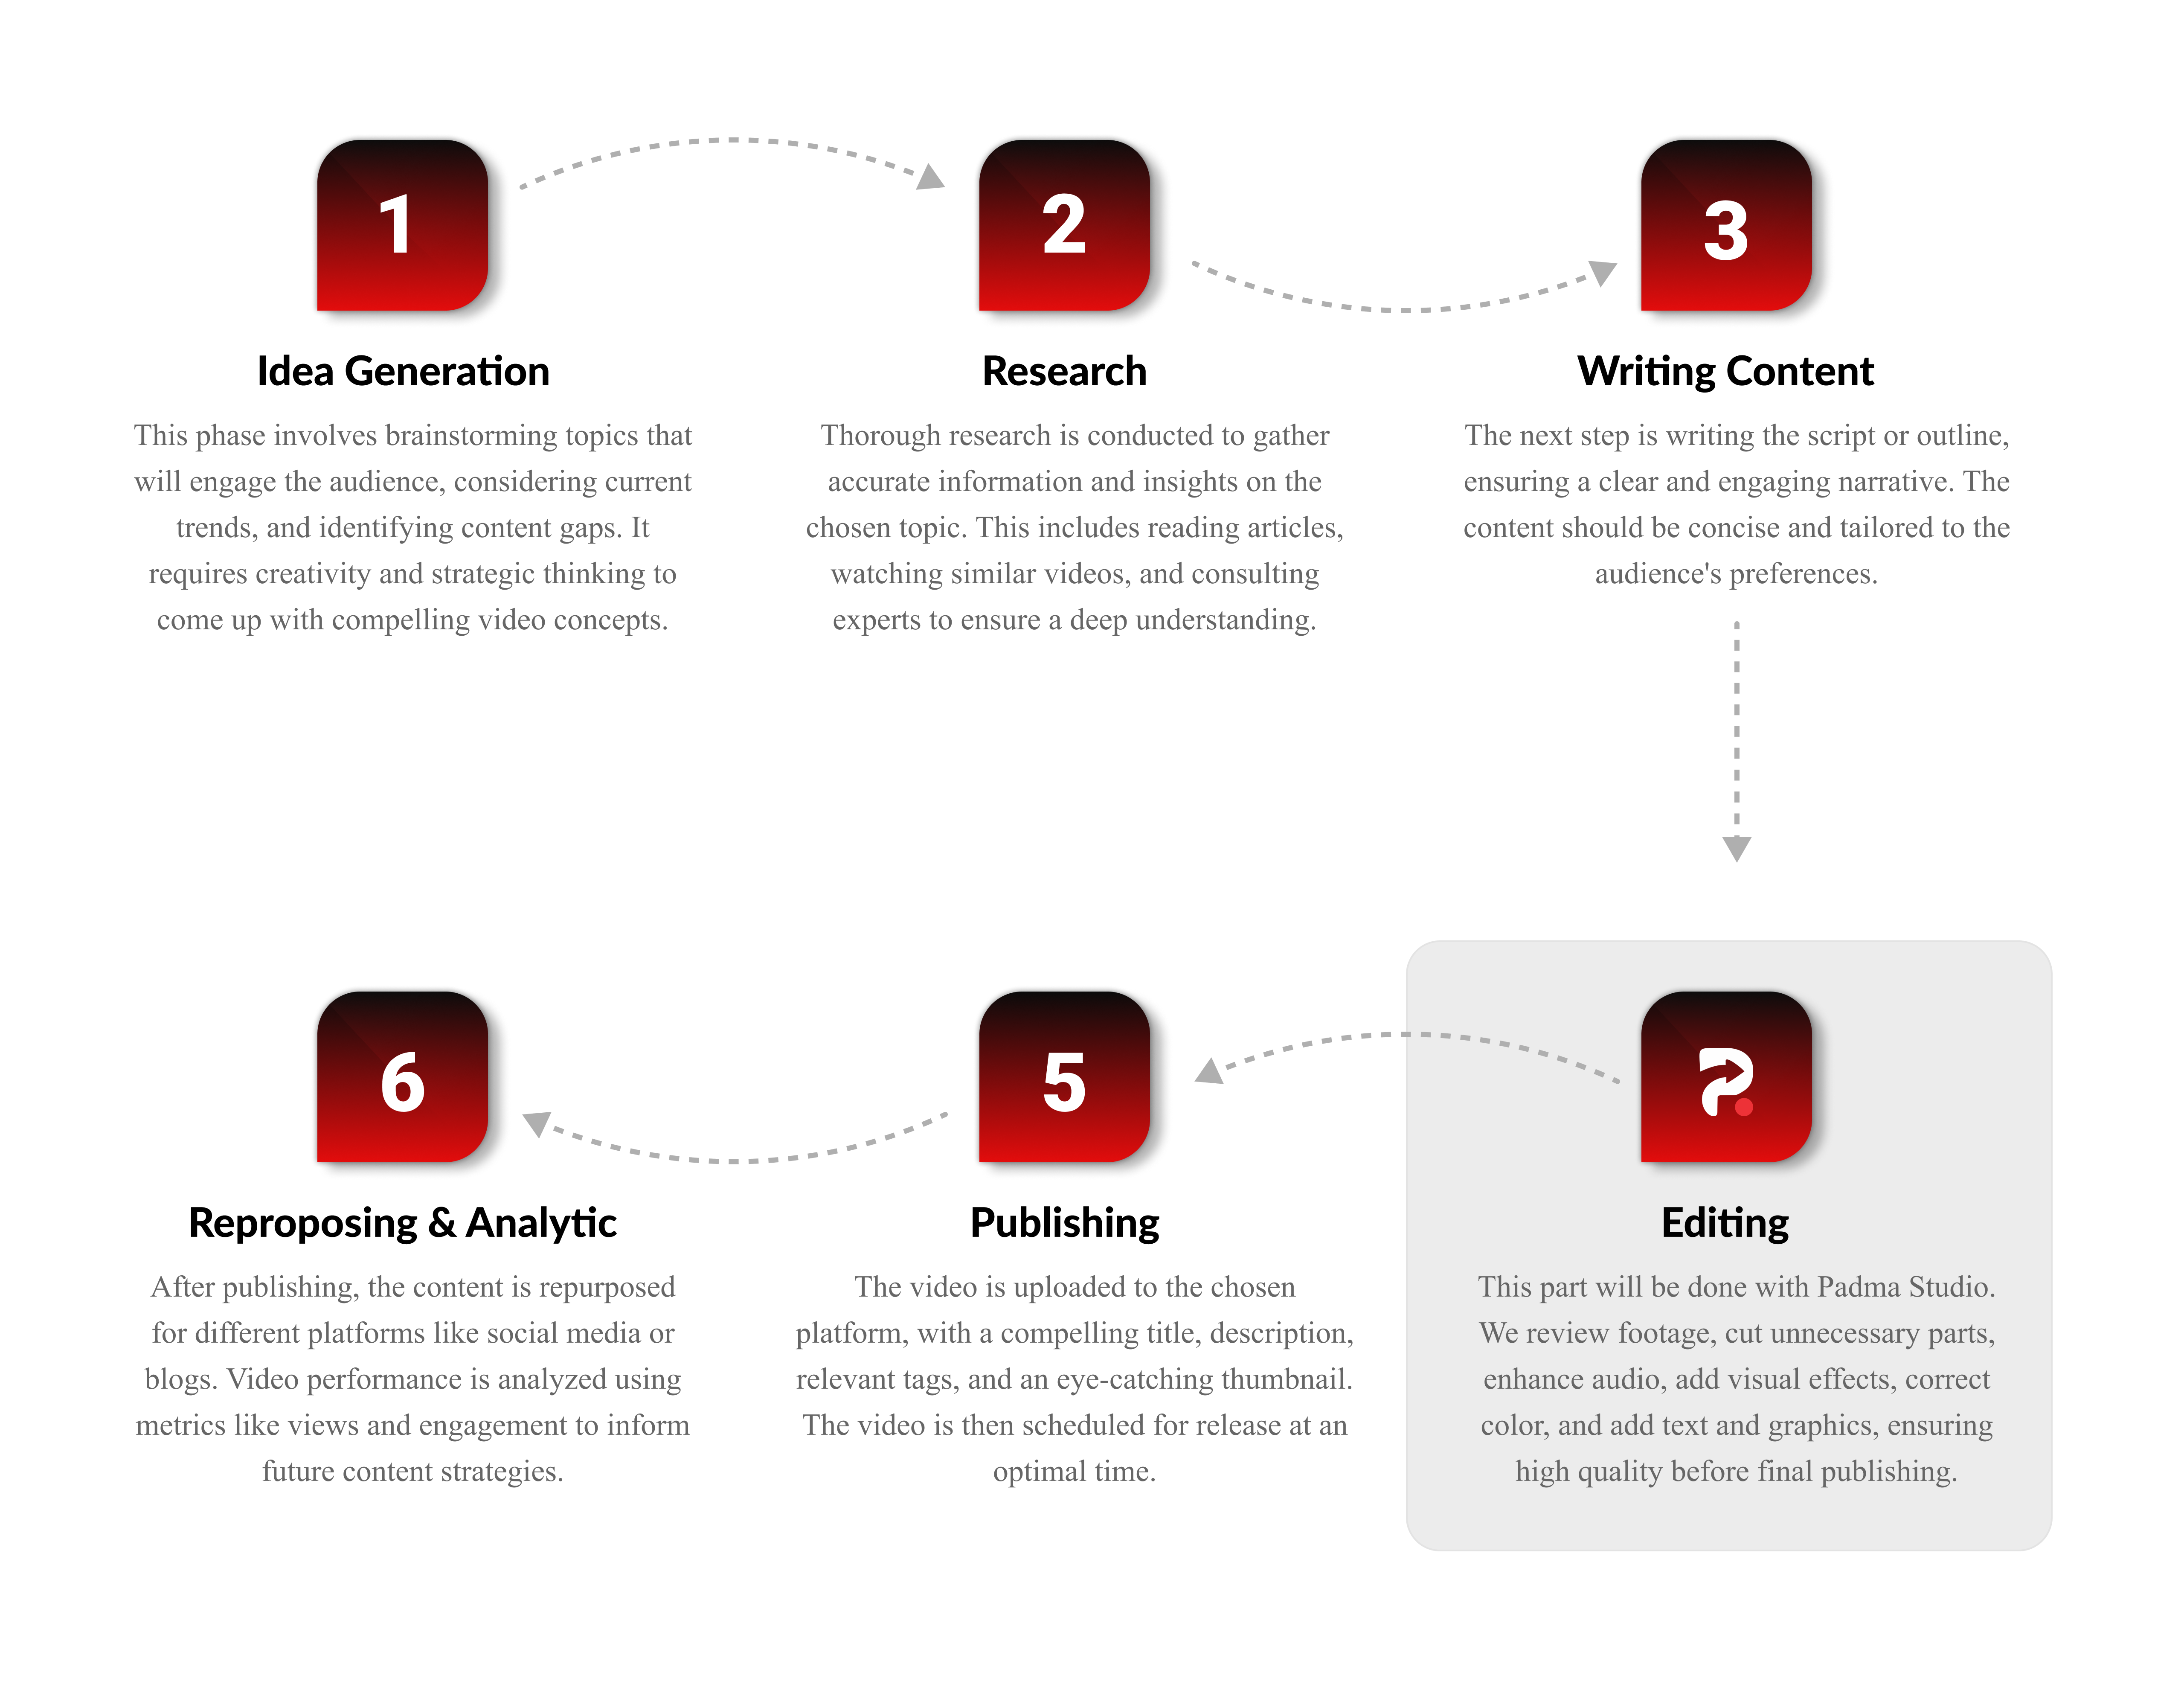 1
Idea Generation
This phase involves brainstorming topics that
will engage the audience, considering current
trends, and identifying content gaps. It
requires creativity and strategic thinking to
come up with compelling video concepts.
2
Research
Thorough research is conducted to gather
accurate information and insights on the
chosen topic. This includes reading articles,
watching similar videos, and consulting
experts to ensure a deep understanding.
3
Writing Content
The next step is writing the script or outline,
ensuring a clear and engaging narrative. The
content should be concise and tailored to the
audience's preferences.
Editing
This part will be done with Padma Studio.
We review footage, cut unnecessary parts,
enhance audio, add visual effects, correct
color, and add text and graphics, ensuring
high quality before final publishing.
5
Publishing
The video is uploaded to the chosen
platform, with a compelling title, description,
relevant tags, and an eye-catching thumbnail.
The video is then scheduled for release at an
optimal time.
6
Reproposing & Analytic
After publishing, the content is repurposed
for different platforms like social media or
blogs. Video performance is analyzed using
metrics like views and engagement to inform
future content strategies.